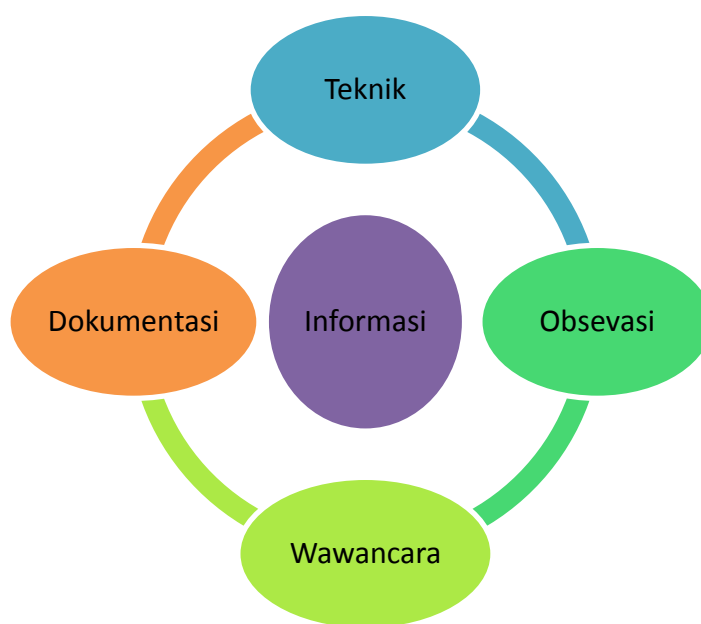 Teknik
Dokumentasi
Informasi
Obsevasi
Wawancara